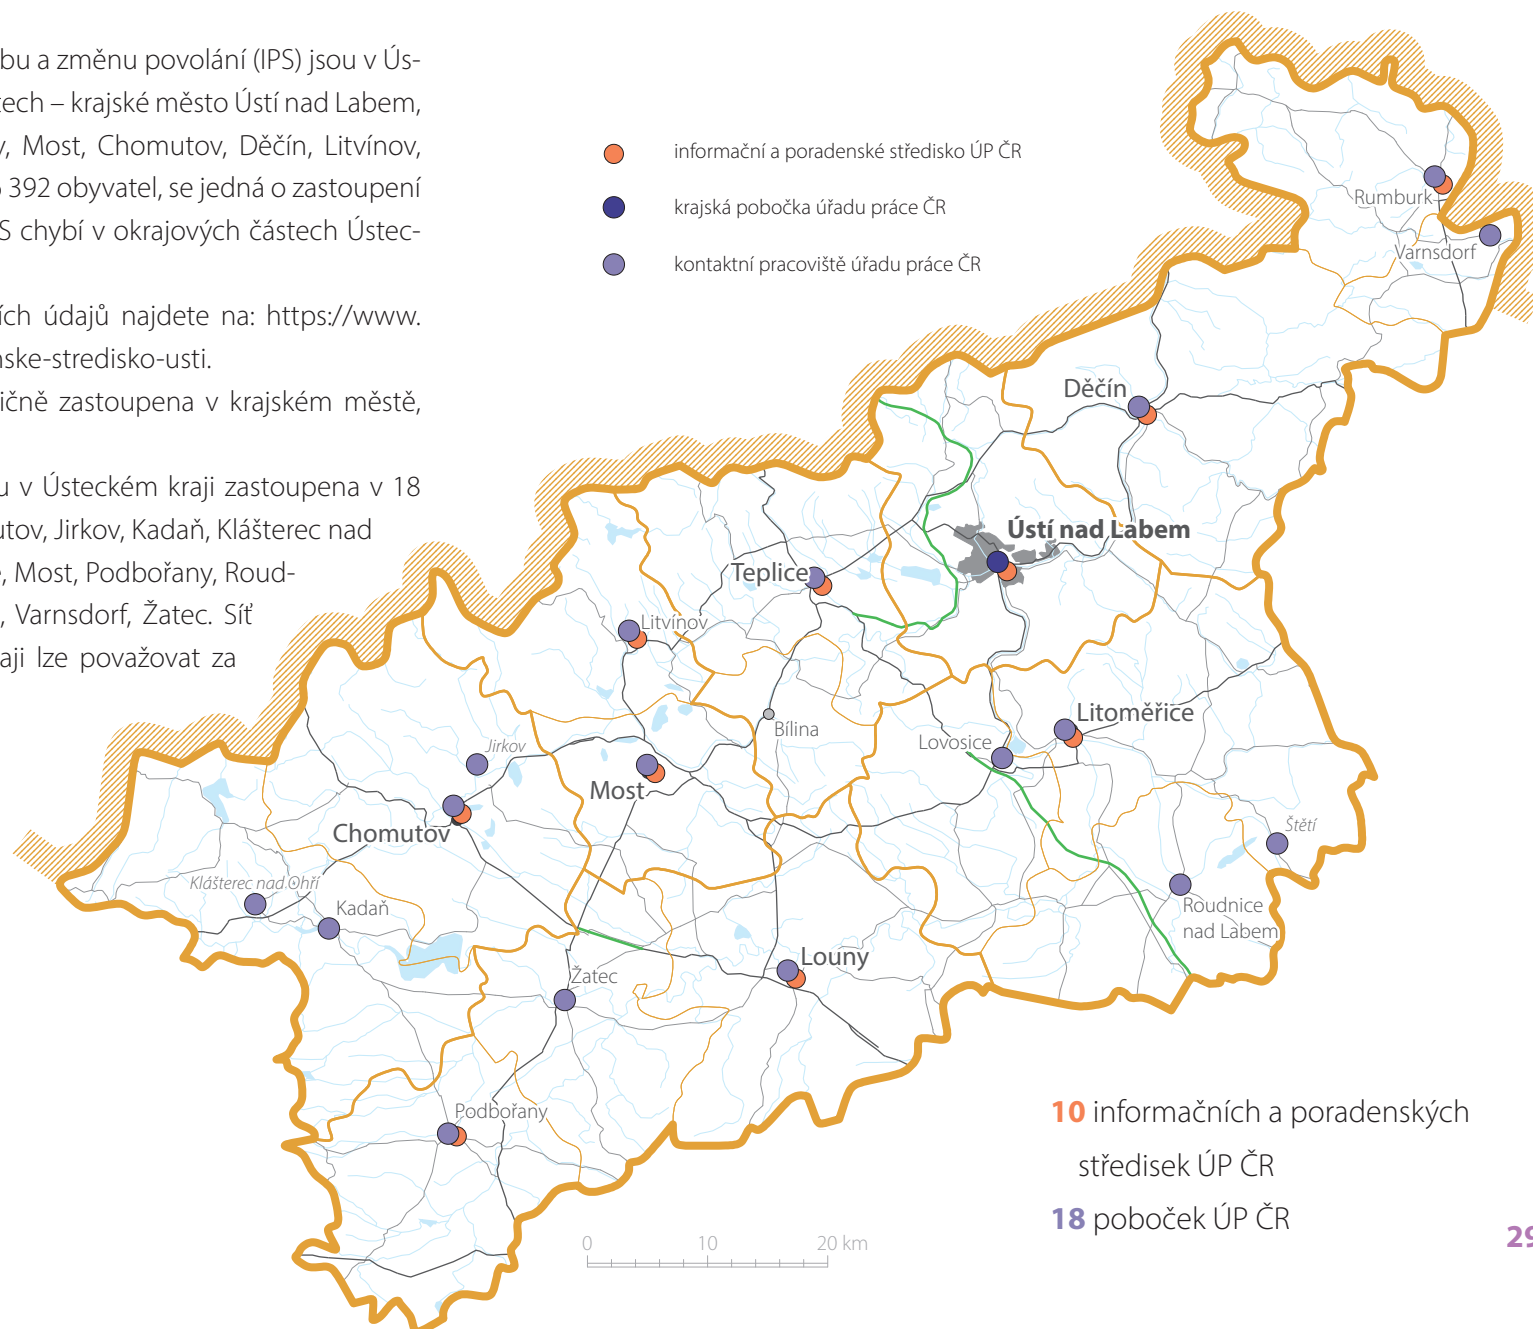 bu a změnu povolání (IPS) jsou v Ús-
tech – krajské město Ústí nad Labem,
Most, Chomutov, Děčín, Litvínov,
392 obyvatel, se jedná o zastoupení
S chybí v okrajových částech Ústec-
ích údajů najdete na: https://www.
nske-stredisko-usti.
ičně zastoupena v krajském městě,
u v Ústeckém kraji zastoupena v 18
utov, Jirkov, Kadaň, Klášterec nad
, Most, Podbořany, Roud-
, Varnsdorf, Žatec. Síť
aji lze považovat za
informační a poradenské středisko ÚP ČR
krajská pobočka úřadu práce ČR
kontaktní pracoviště úřadu práce ČR
Rumburk
Varnsdorf
Děčín
Ústí nad Labem
Teplice
Litvínov
Bílina
Litoměřice
Lovosice
Jirkov
Most
Chomutov
Štětí
Klášterec nad Ohří
Kadaň
Roudnice
nad Labem
Louny
Žatec
Podbořany
0 10 20 km
10 informačních a poradenských
středisek ÚP ČR
18 poboček ÚP ČR
29